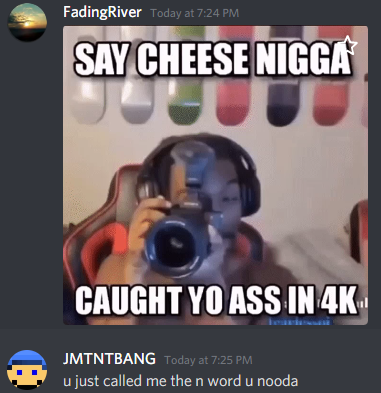 FadingRiver Today at 7:24 PM
SAY CHEESE NIGGA
CAUGHT YO ASS IN 4K
JMTNTBANG Today at 7:25 PM
u just called me the n word u nooda